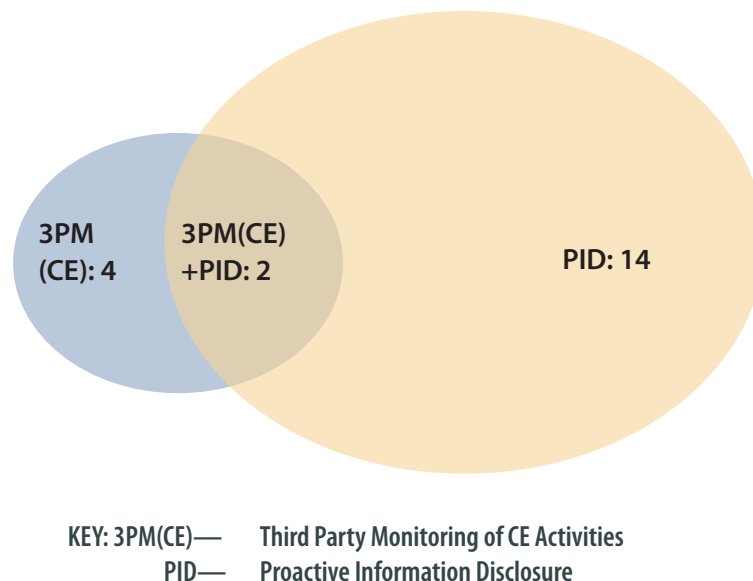 3PM
(CE): 4
3PM(CE)
+PID: 2
PID: 14
KEY: 3PM(CE)— Third Party Monitoring of CE Activities
PID— Proactive Information Disclosure